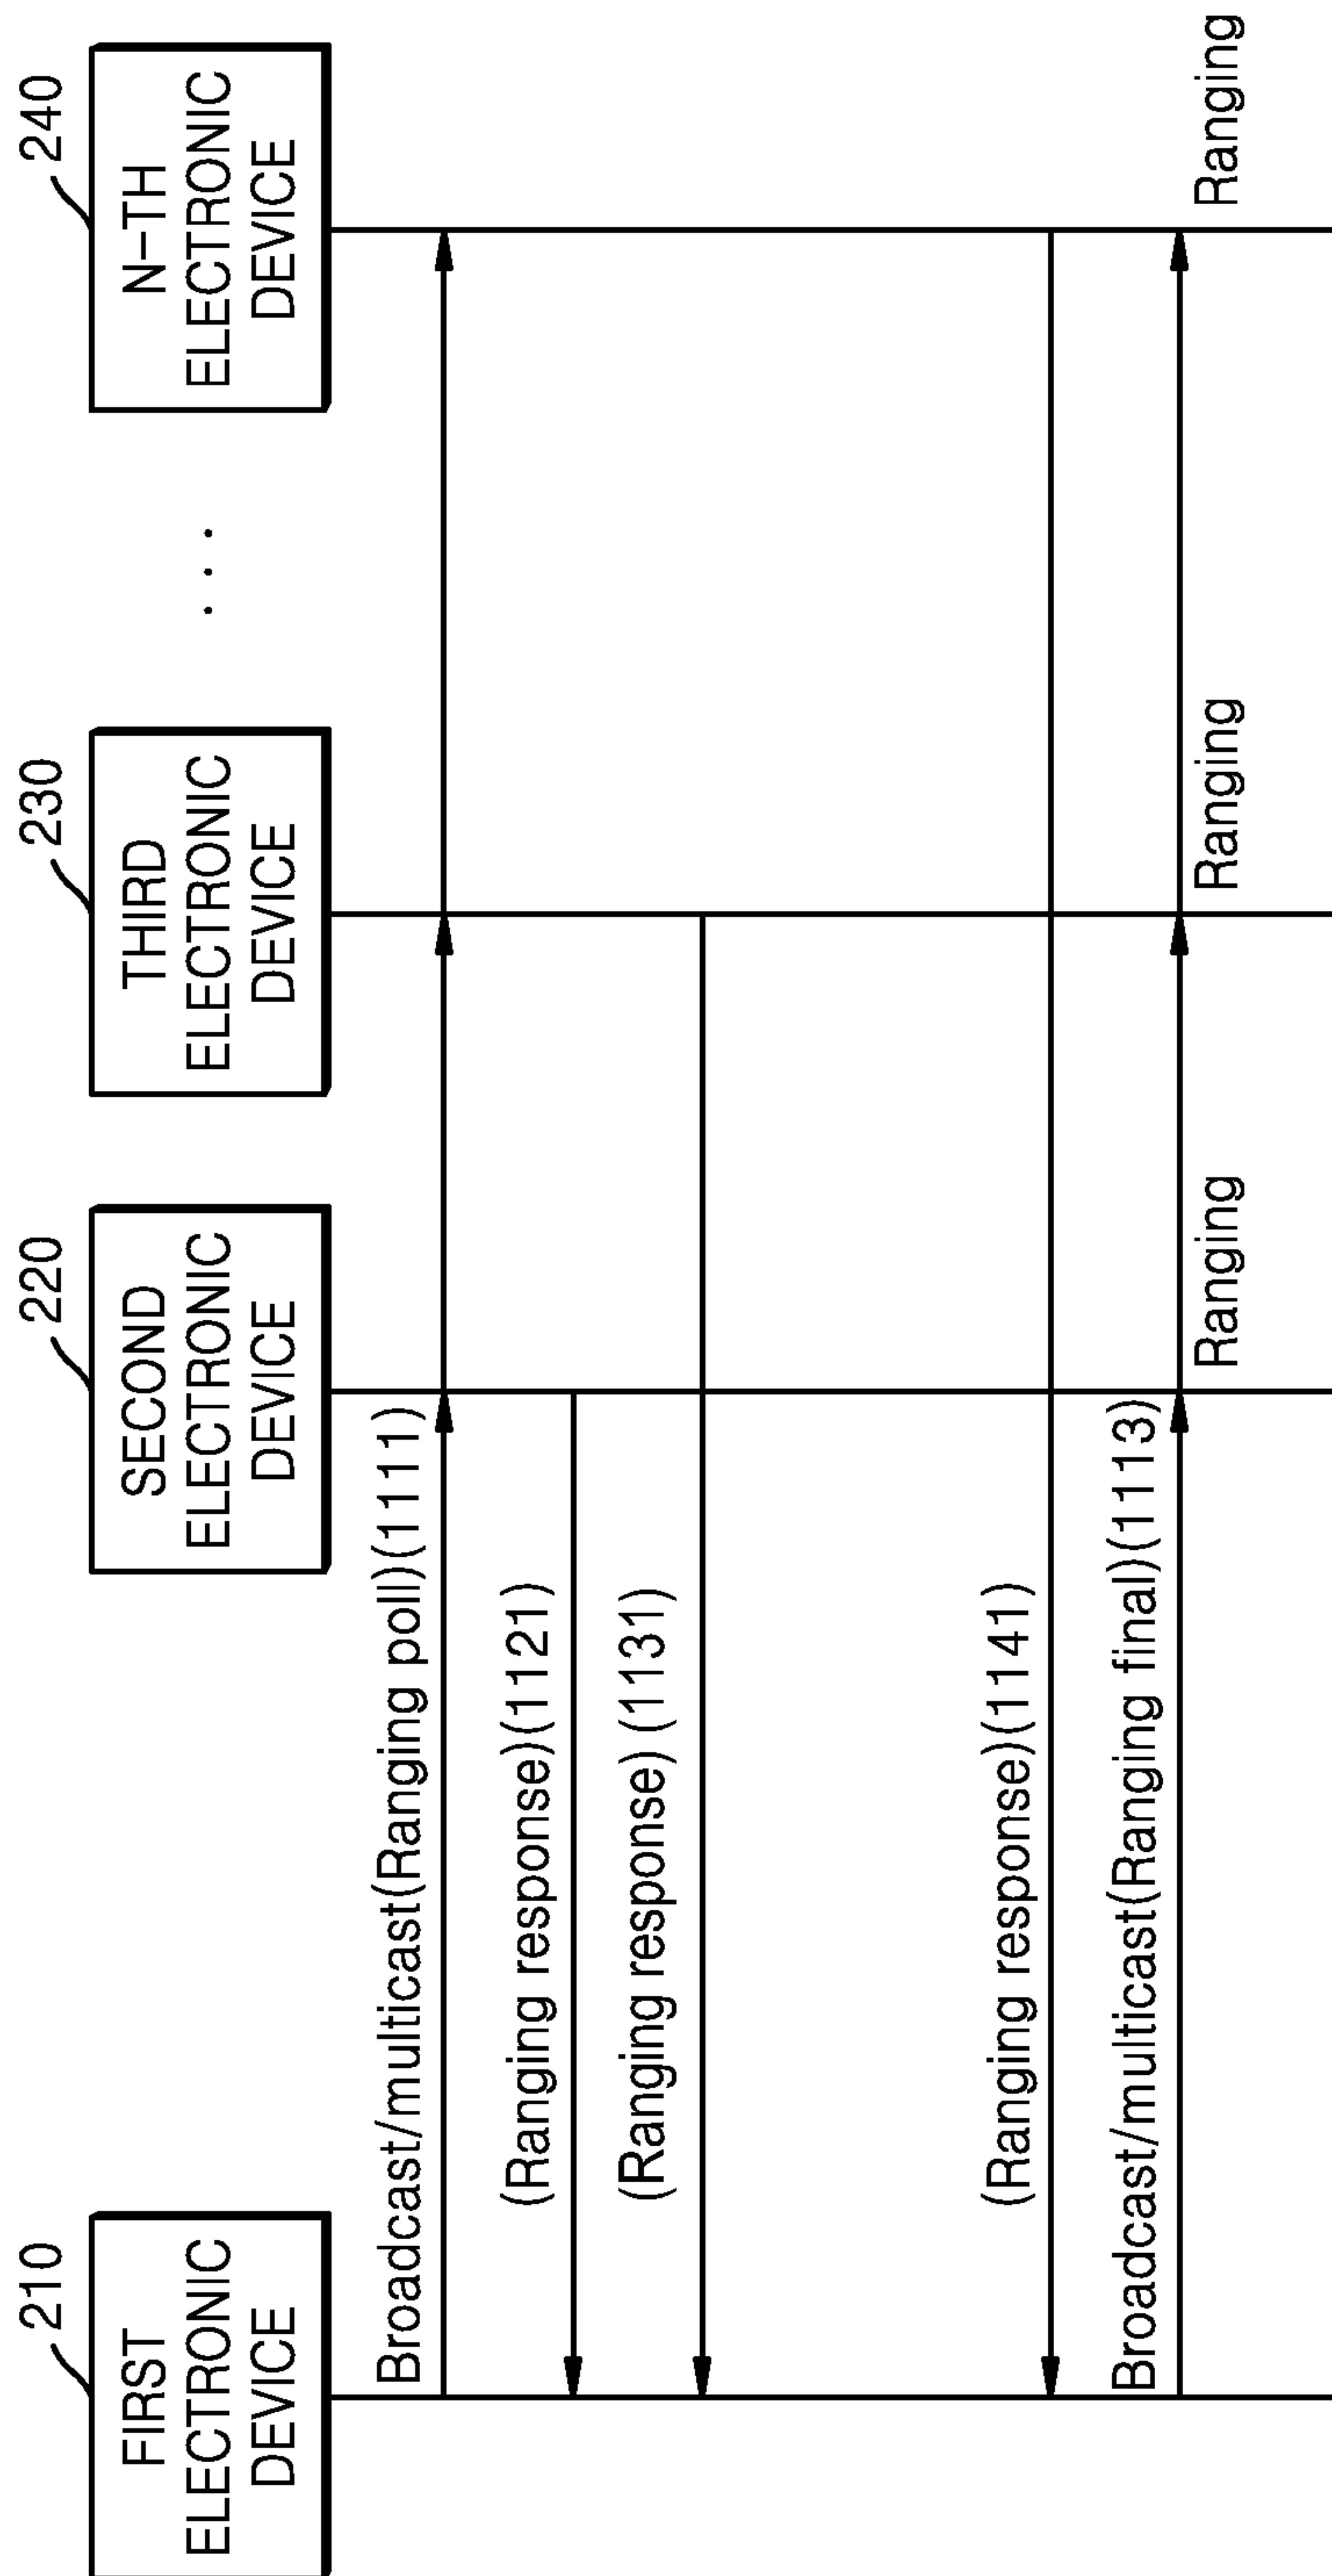 210
FIRST
ELECTRONIC
DEVICE
220
SECOND
ELECTRONIC
DEVICE
230
THIRD
ELECTRONIC
DEVICE
. . .
240
N-TH
ELECTRONIC
DEVICE
Broadcast/multicast(Ranging poll)(1111)
(Ranging response)(1121)
(Ranging response) (1131)
(Ranging response)(1141)
Broadcast/multicast(Ranging final)(1113)
Ranging
Ranging
Ranging